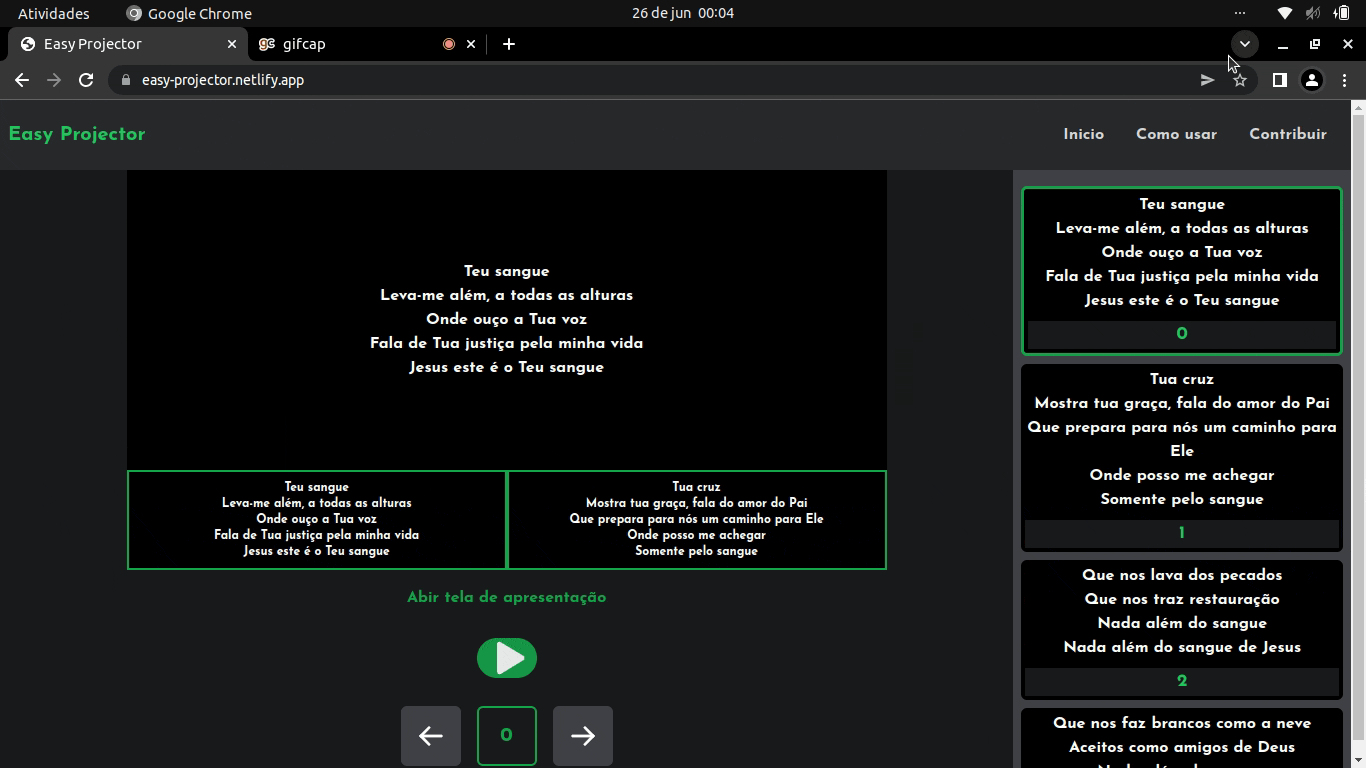 Atividades
Google Chrome
26 de jun 00:04
Easy Projector
gifcap
easy-projector.netlify.app
Easy Projector
Inicio
Como usar
Contribuir
Teu sangue
Leva-me além, a todas as alturas
Onde ouço a Tua voz
Fala de Tua justiça pela minha vida
Jesus este é o Teu sangue
Teu sangue
Leva-me além, a todas as alturas
Onde ouço a Tua voz
Fala de Tua justiça pela minha vida
Jesus este é o Teu sangue
Tua cruz
Mostra tua graça, fala do amor do Pai
Que prepara para nós um caminho para Ele
Onde posso me achegar
Somente pelo sangue
Abir tela de apresentação
0
Teu sangue
Leva-me além, a todas as alturas
Onde ouço a Tua voz
Fala de Tua justiça pela minha vida
Jesus este é o Teu sangue
0
Tua cruz
Mostra tua graça, fala do amor do Pai
Que prepara para nós um caminho para
Ele
Onde posso me achegar
Somente pelo sangue
1
Que nos lava dos pecados
Que nos traz restauração
Nada além do sangue
Nada além do sangue de Jesus
2
Que nos faz brancos como a neve
Aceitos como amigos de Deus